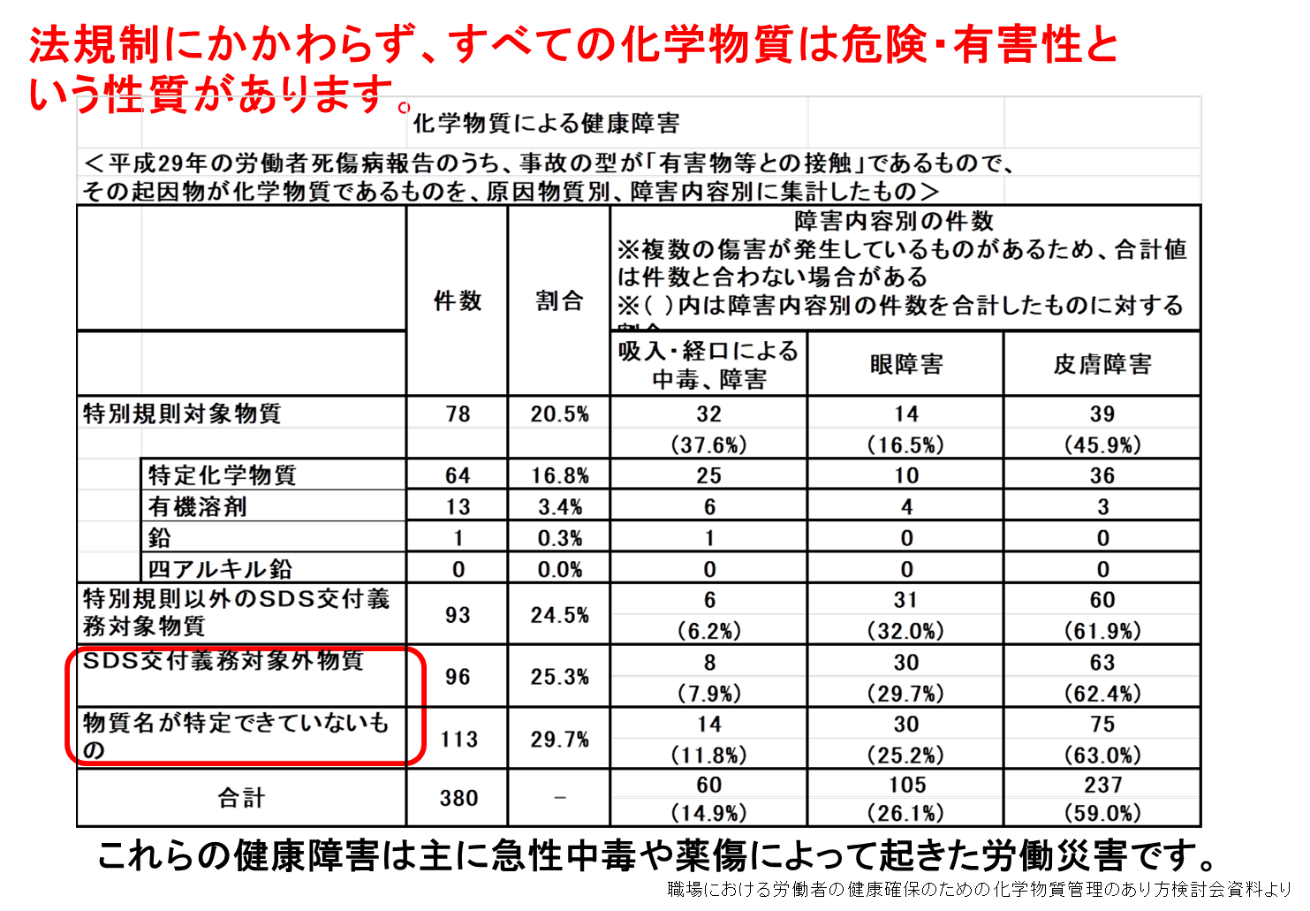 法規制にかかわらず、すべての化学物質は危険・有害性と
いう性質があります。
化学物質による健康障害
＜平成29年の労働者死傷病報告のうち、事故の型が「有害物等との接触」であるもので、
その起因物が化学物質であるものを、原因物質別、障害内容別に集計したもの＞
件数 割合 障害内容別の件数
※複数の傷害が発生しているものがあるため、合計値
は件数と合わない場合がある
※( )内は障害内容別の件数を合計したものに対する
吸入・経口による
中毒、障害 眼障害 皮膚障害
特別規則対象物質 78 20.5% 32 14 39
(37.6%) (16.5%) (45.9%)
特定化学物質 64 16.8% 25 10 36
有機溶剤 13 3.4% 6 4 3
鉛 1 0.3% 1 0 0
四アルキル鉛 0 0.0% 0 0 0
特別規則以外のSDS交付義
務対象物質 93 24.5% 6 31 60
(6.2%) (32.0%) (61.9%)
SDS交付義務対象外物質 96 25.3% 8 30 63
(7.9%) (29.7%) (62.4%)
物質名が特定できていないも
の 113 29.7% 14 30 75
(11.8%) (25.2%) (63.0%)
合計 380 － 60 105 237
(14.9%) (26.1%) (59.0%)
これらの健康障害は主に急性中毒や薬傷によって起きた労働災害です。
職場における労働者の健康確保のための化学物質管理のあり方検討会資料より